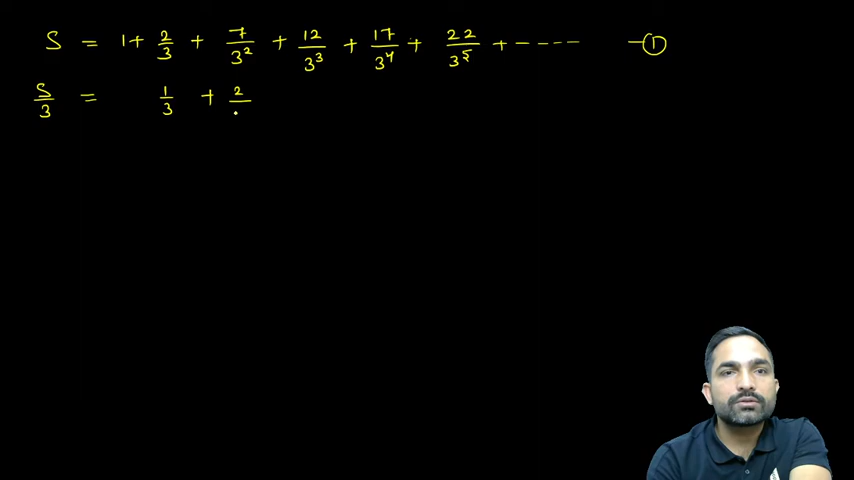 S = 1 + 2/3 + 7/3² + 12/3³ + 17/3⁴ + 22/3⁵ + ---- —①
S/3 = 1/3 + 2/